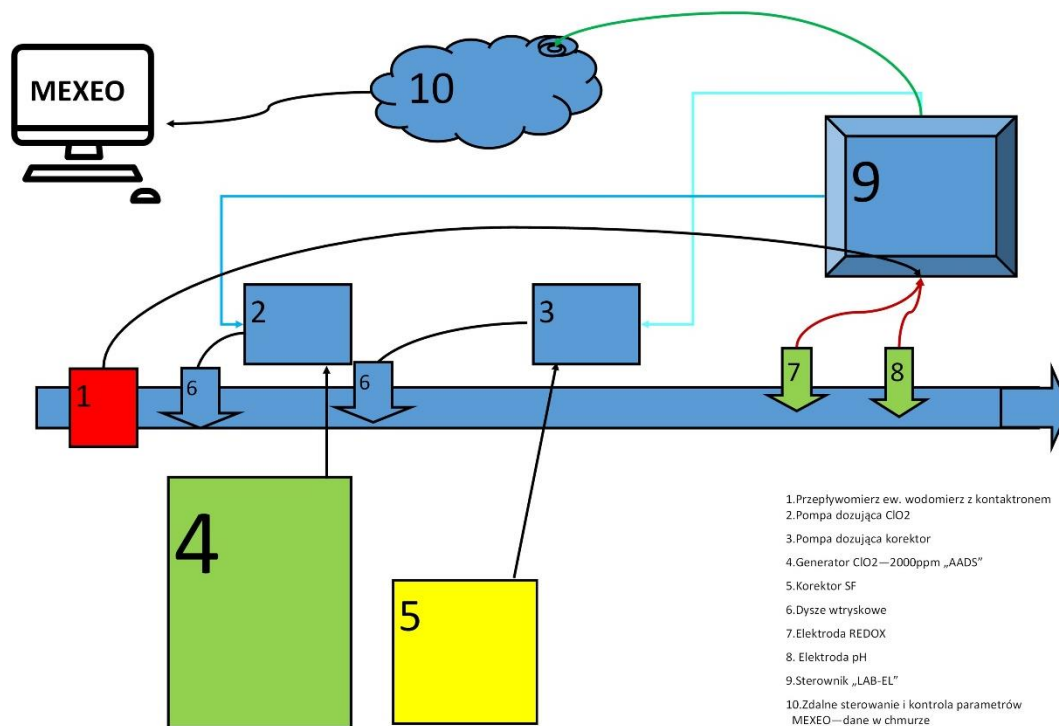 MEXEO
10
9
2
3
1
6
6
7
8
4
5
1.Przepływomierz ew. wodomierz z kontaktronem
2.Pompa dozująca ClO2
3.Pompa dozująca korektor
4.Generator ClO2—2000ppm „AADS”
5.Korektor SF
6.Dysze wtryskowe
7.Elektroda REDOX
8. Elektroda pH
9.Sterownik „LAB-EL”
10.Zdalne sterowanie i kontrola parametrów
MEXEO—dane w chmurze